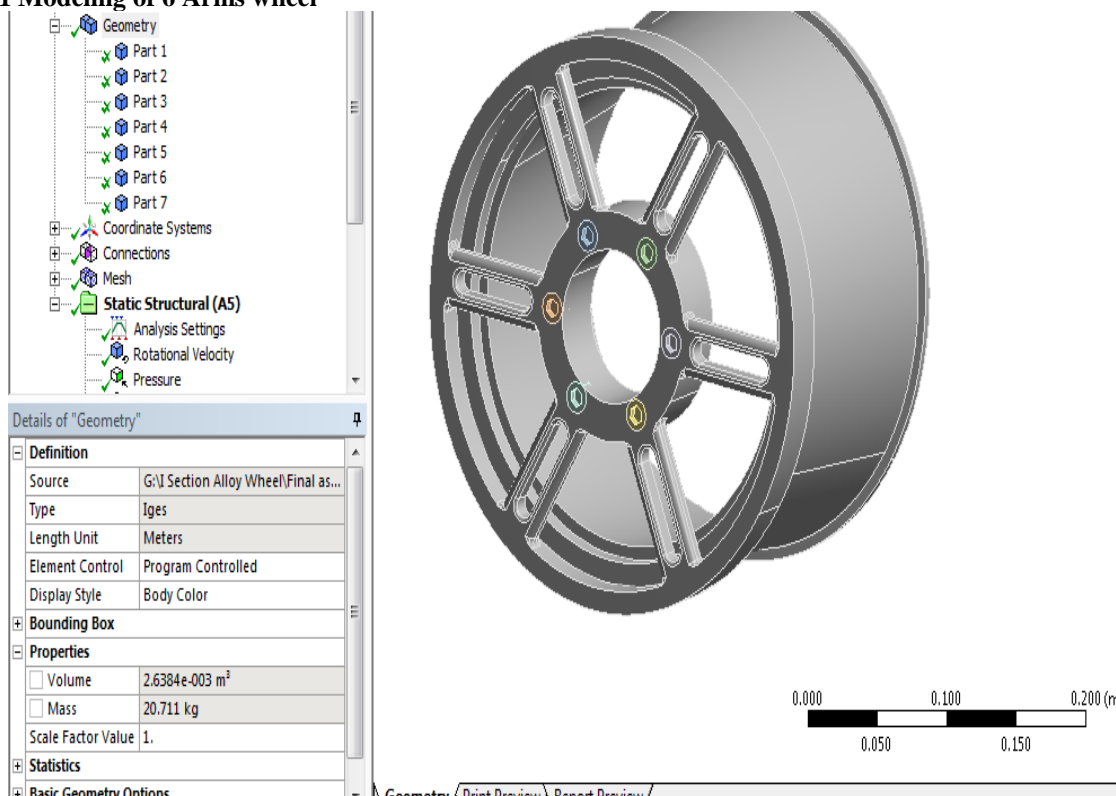 1 Modeling of 6 Arms wheel
Geometry
Part 1
Part 2
Part 3
Part 4
Part 5
Part 6
Part 7
Coordinate Systems
Connections
Mesh
Static Structural (A5)
Analysis Settings
Rotational Velocity
Pressure
Details of "Geometry"
Definition
Source G:\I Section Alloy Wheel\Final as...
Type Iges
Length Unit Meters
Element Control Program Controlled
Display Style Body Color
Bounding Box
Properties
Volume 2.6384e-003 m³
Mass 20.711 kg
Scale Factor Value 1.
Statistics
Basic Geometry Options
0.000 0.100 0.200 (m
0.050 0.150
Geometry Print Preview Report Preview